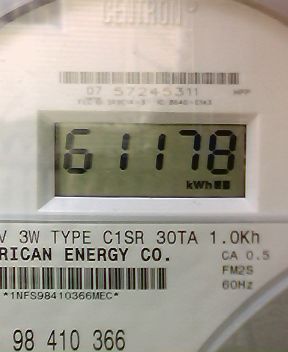 CENTRON®
07 57245311
61178
kWh
V 3W TYPE C1SR 30TA 1.0Kh
RICAN ENERGY CO.
CA 0.5
FM2S
60Hz
*1NFS98410366MEC*
98 410 366